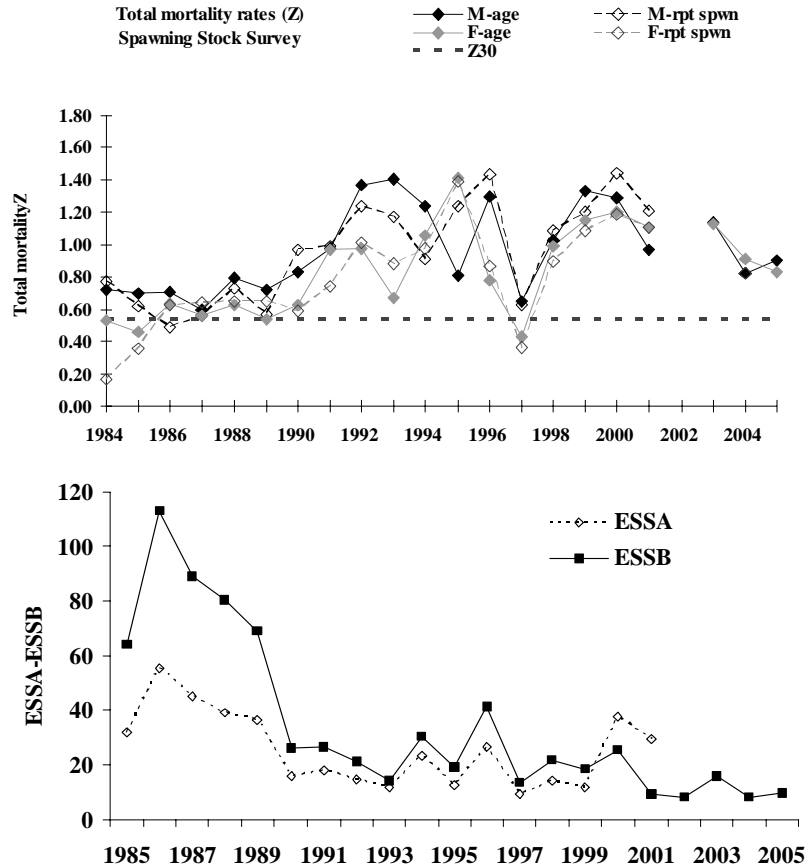 Total mortality rates (Z)
Spawning Stock Survey
M-age
M-rpt spwn
F-age
F-rpt spwn
Z30
Total mortalityZ
1.80
1.60
1.40
1.20
1.00
0.80
0.60
0.40
0.20
0.00
1984 1986 1988 1990 1992 1994 1996 1998 2000 2002 2004
ESSA-ESSB
120
100
80
60
40
20
0
ESSA
ESSB
1985 1987 1989 1991 1993 1995 1997 1999 2001 2003 2005